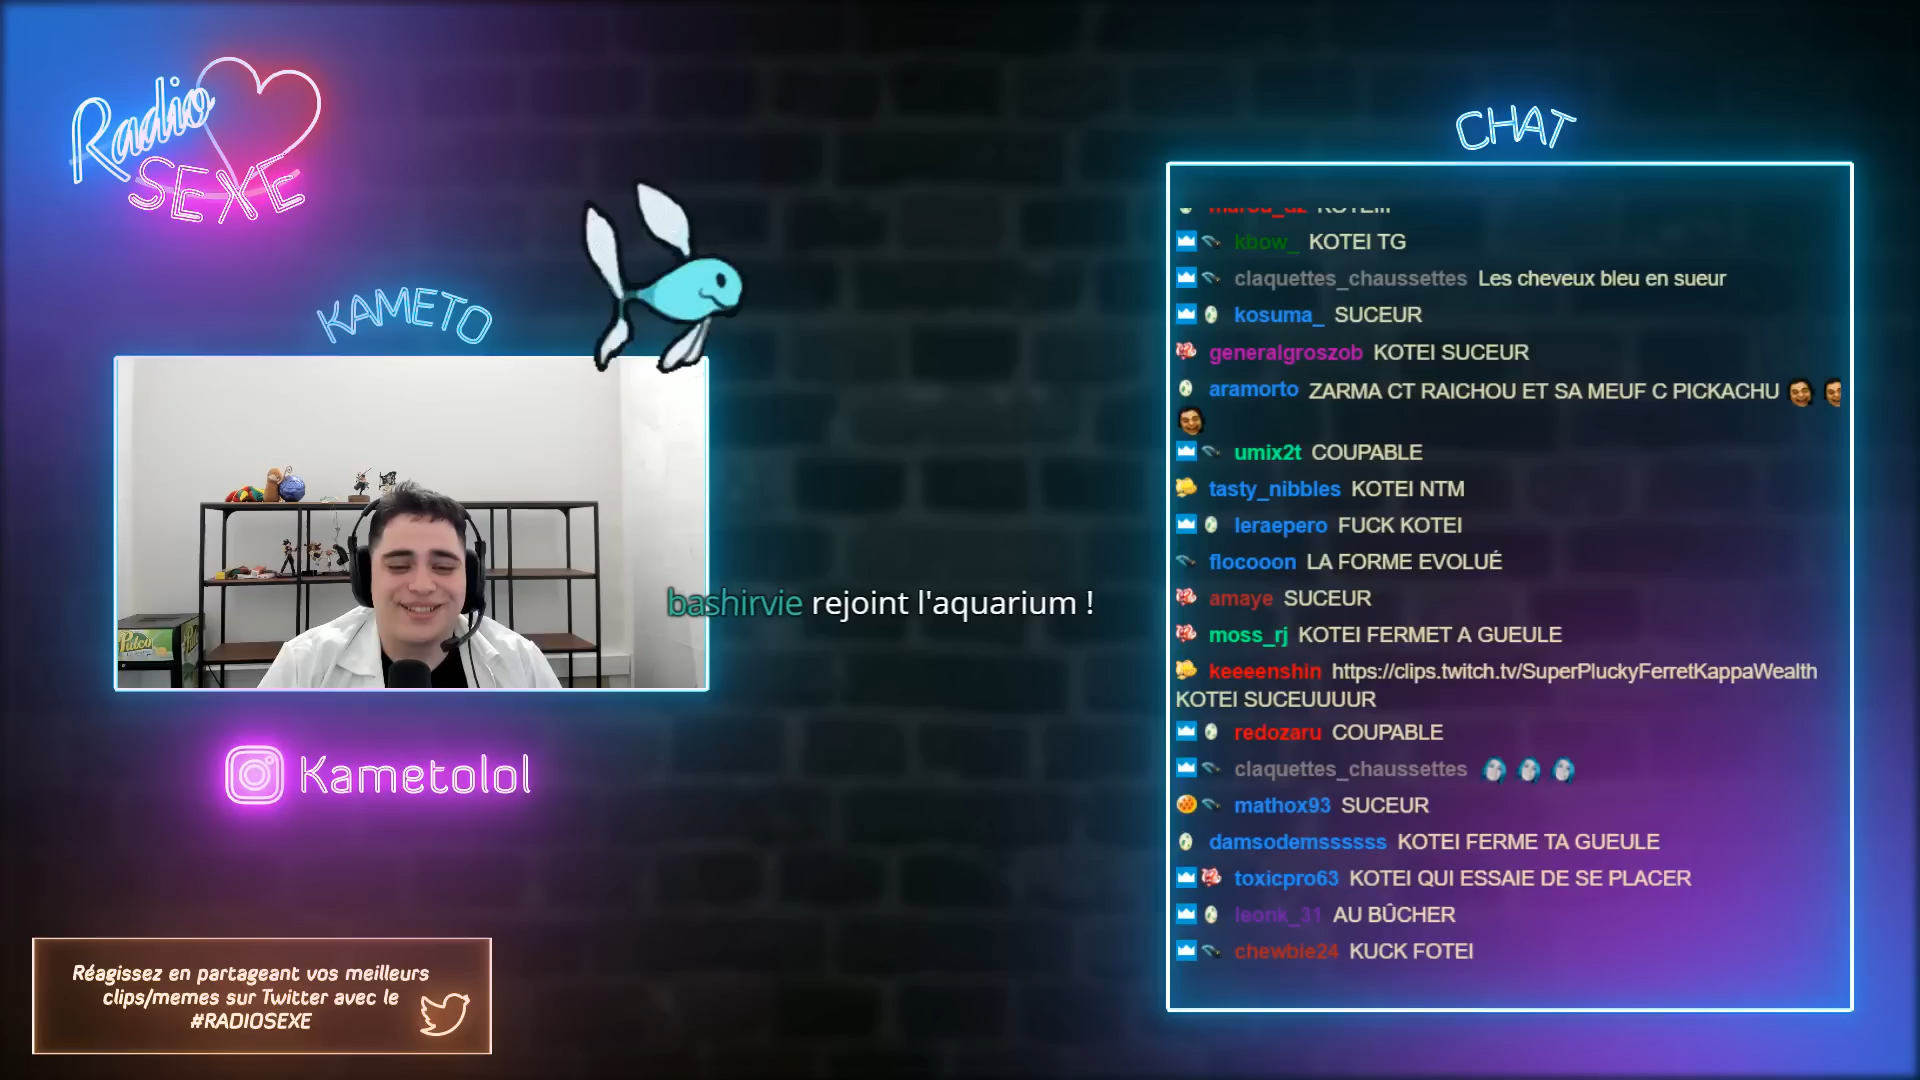 Radio
SEXE
CHAT
KOTEIII
kbow_ KOTEI TG
claquettes_chaussettes Les cheveux bleu en sueur
kosuma_ SUCEUR
generalgroszob KOTEI SUCEUR
aramorto ZARMA CT RAICHOU ET SA MEUF C PICKACHU
umix2t COUPABLE
tasty_nibbles KOTEI NTM
leraepero FUCK KOTEI
flocooon LA FORME EVOLUÉ
amaye SUCEUR
moss_rj KOTEI FERMET A GUEULE
keeeenshin https://clips.twitch.tv/SuperPluckyFerretKappaWealth
KOTEI SUCEUUUUR
redozaru COUPABLE
claquettes_chaussettes
mathox93 SUCEUR
damsodemssssss KOTEI FERME TA GUEULE
toxicpro63 KOTEI QUI ESSAIE DE SE PLACER
leonk_31 AU BÛCHER
chewbie24 KUCK FOTEI
KAMETO
Pulco
bashirvie rejoint l'aquarium !
Kametolol
Réagissez en partageant vos meilleurs
clips/memes sur Twitter avec le
#RADIOSEXE